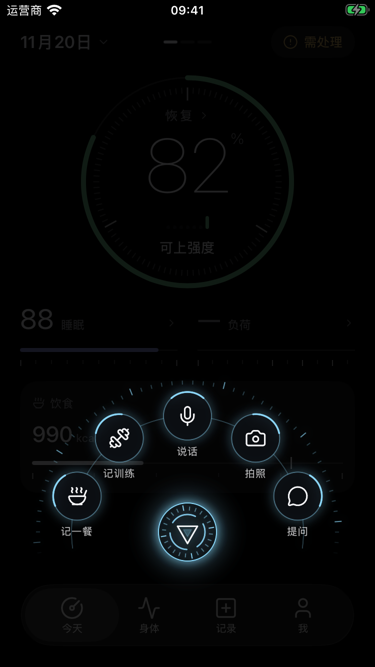 运营商
09:41
11月20日
需处理
恢复
82%
可上强度
88 睡眠
负荷
饮食
990 kcal
说话
记训练
拍照
记一餐
提问
今天
身体
记录
我